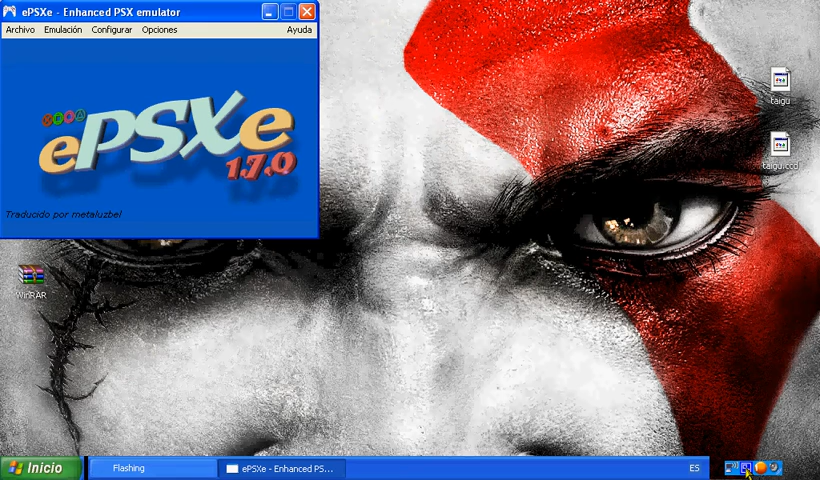 ePSXe - Enhanced PSX emulator
Archivo Emulación Configurar Opciones Ayuda
ePSXe
1.7.0
Traducido por metaluzbel
taigu
taigu.ccd
WinRAR
Inicio
Flashing
ePSXe - Enhanced PS...
ES